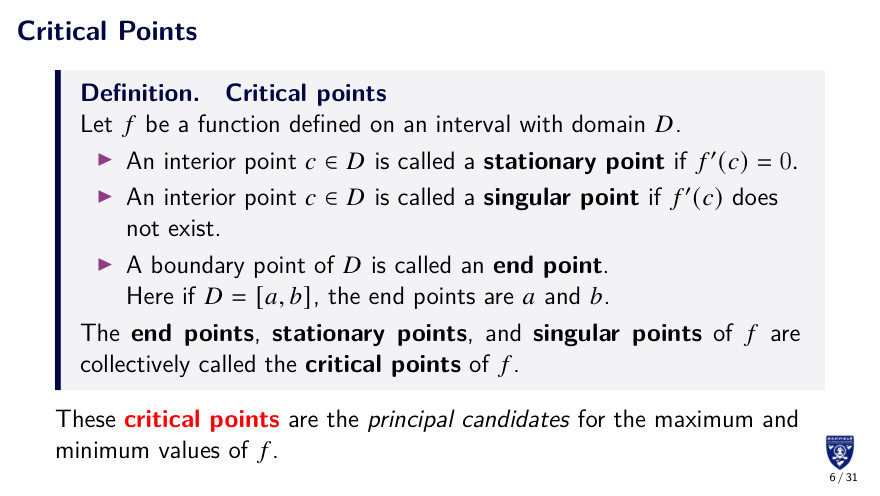 Critical Points
Definition. Critical points
Let f be a function defined on an interval with domain D.
▶ An interior point c ∈ D is called a stationary point if f′(c) = 0.
▶ An interior point c ∈ D is called a singular point if f′(c) does
not exist.
▶ A boundary point of D is called an end point.
Here if D = [a, b], the end points are a and b.
The end points, stationary points, and singular points of f are
collectively called the critical points of f.
These critical points are the principal candidates for the maximum and
minimum values of f.
6 / 31